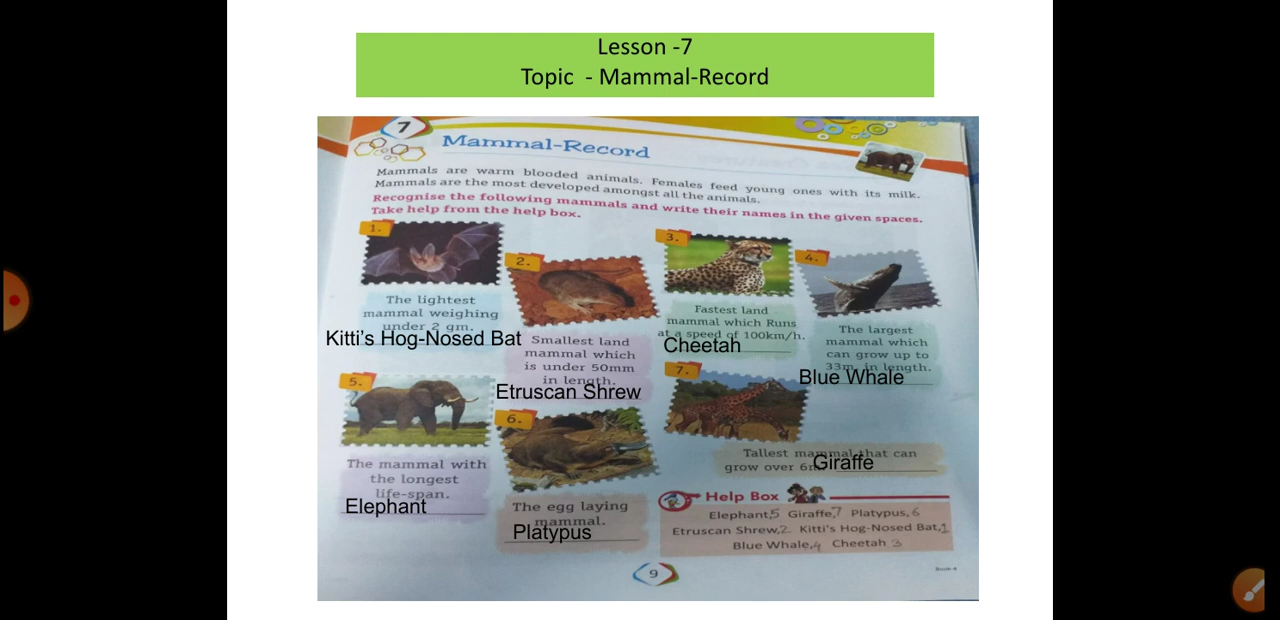 Lesson -7
Topic - Mammal-Record
7
Mammal-Record
Mammals are warm blooded animals. Females feed young ones with its milk.
Mammals are the most developed amongst all the animals.
Recognise the following mammals and write their names in the given spaces.
Take help from the help box.
1.
The lightest
mammal weighing
under 2 gm.
Kitti's Hog-Nosed Bat
2.
Smallest land
mammal which
is under 50mm
in length.
Etruscan Shrew
3.
Fastest land
mammal which Runs
at a speed of 100km/h.
Cheetah
4.
The largest
mammal which
can grow up to
33m in length.
Blue Whale
5.
The mammal with
the longest
life-span.
Elephant
6.
The egg laying
mammal.
Platypus
7.
Tallest mammal that can
grow over 6m
Giraffe
Help Box
Elephant,5 Giraffe,7 Platypus,6
Etruscan Shrew,2 Kitti's Hog-Nosed Bat,1
Blue Whale,4 Cheetah 3
9
Book-4